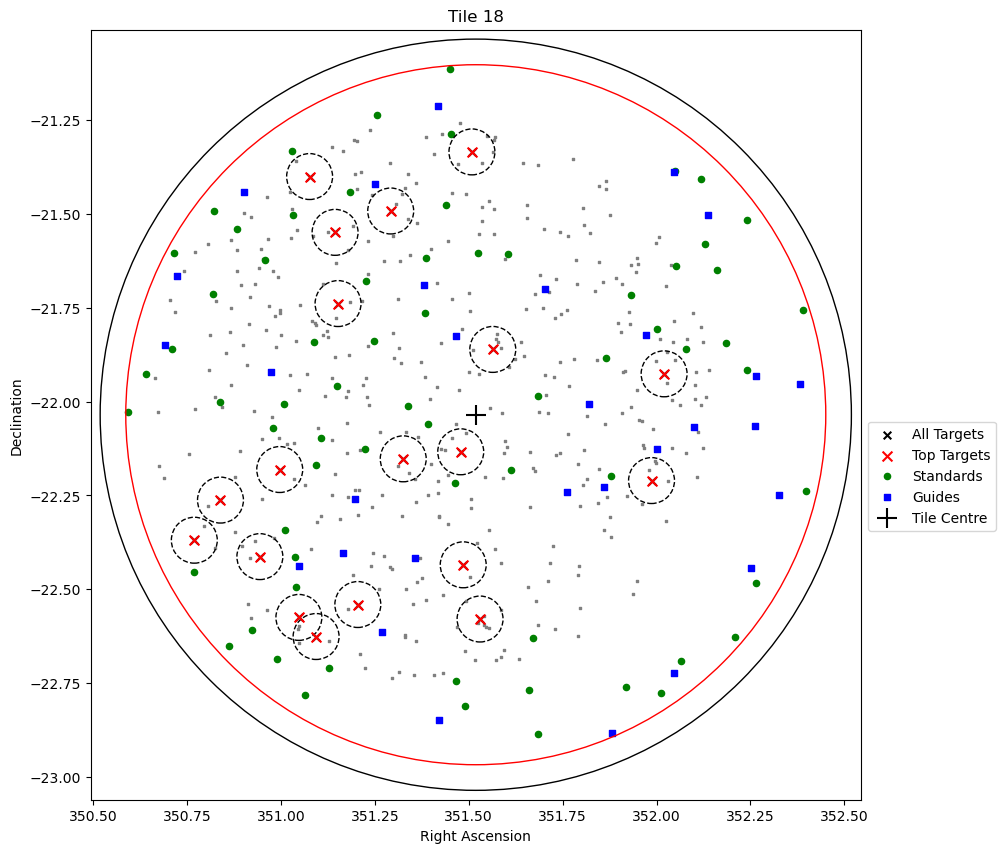 Tile 18
Declination
−21.25
−21.50
−21.75
−22.00
−22.25
−22.50
−22.75
−23.00
350.50 350.75 351.00 351.25 351.50 351.75 352.00 352.25 352.50
Right Ascension
All Targets
Top Targets
Standards
Guides
Tile Centre